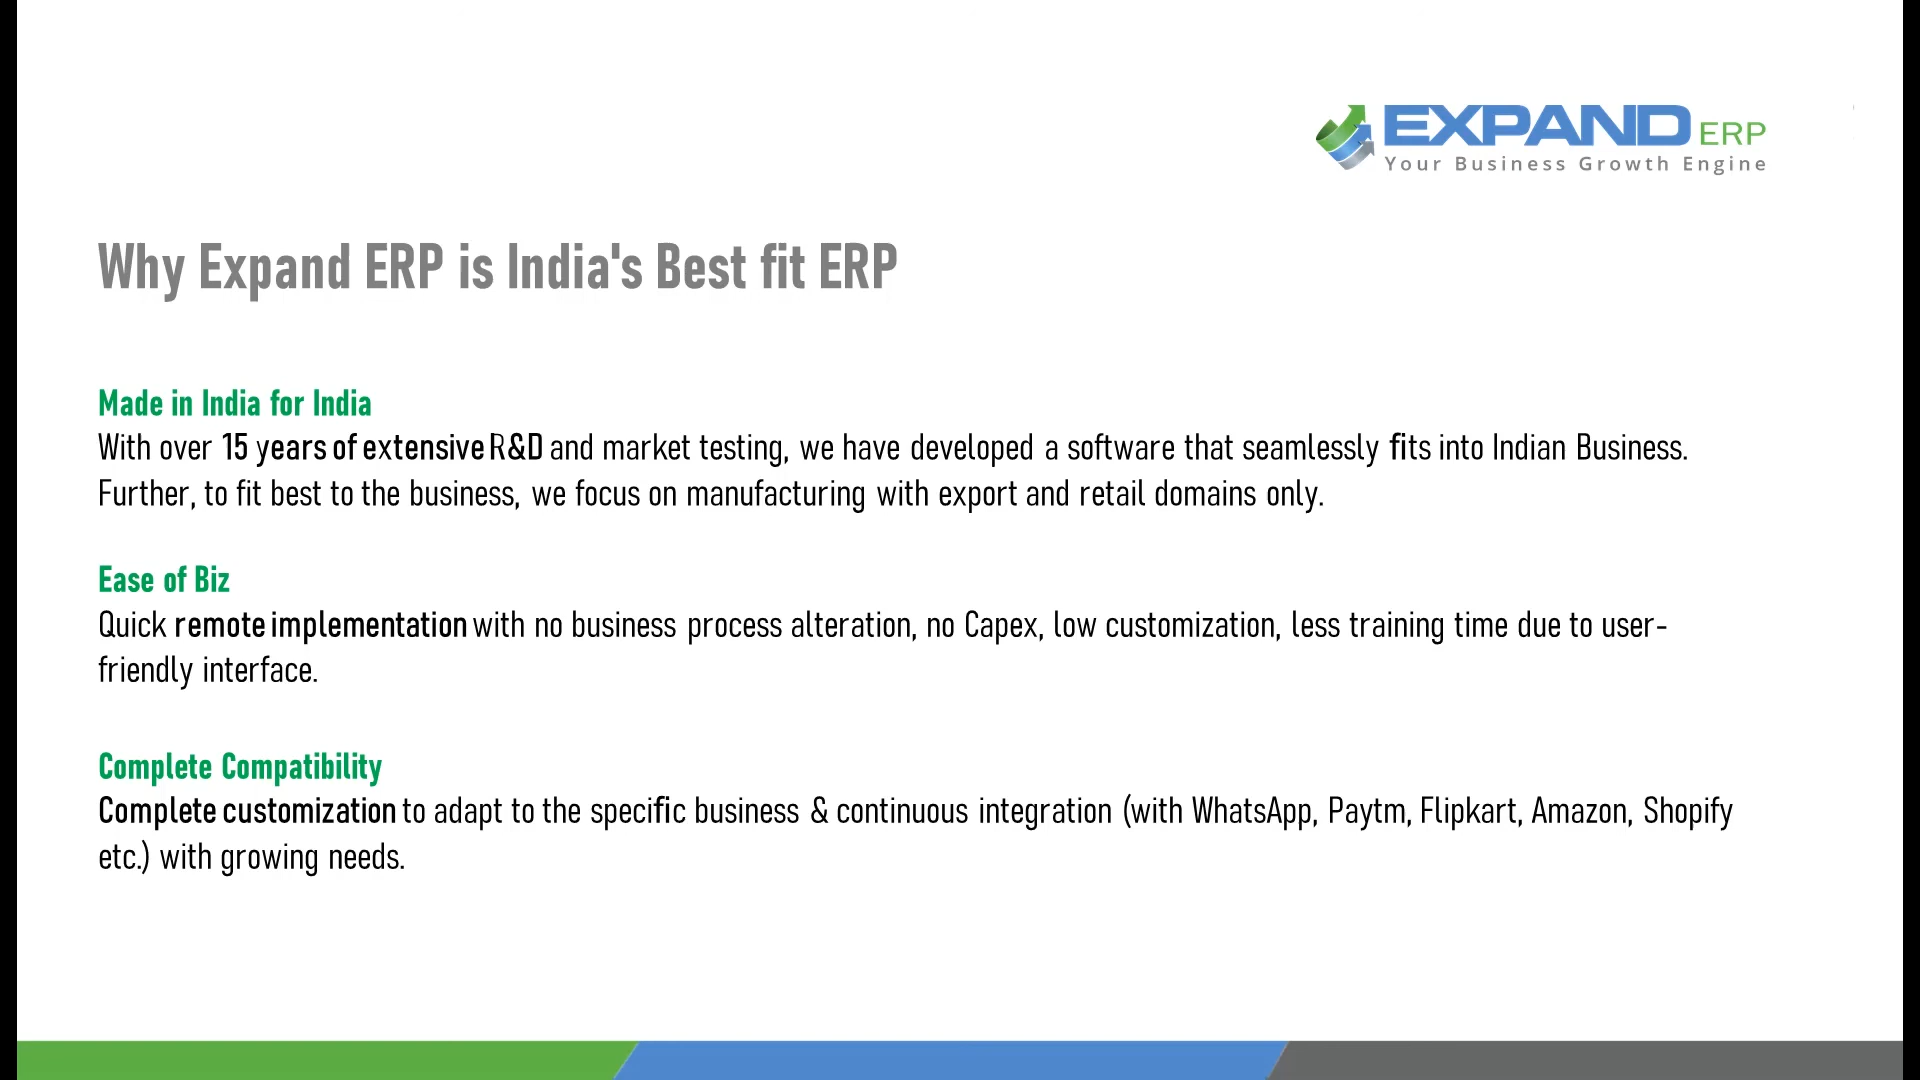 EXPAND ERP
Your Business Growth Engine
Why Expand ERP is India's Best fit ERP
Made in India for India
With over 15 years of extensive R&D and market testing, we have developed a software that seamlessly fits into Indian Business.
Further, to fit best to the business, we focus on manufacturing with export and retail domains only.
Ease of Biz
Quick remote implementation with no business process alteration, no Capex, low customization, less training time due to user-
friendly interface.
Complete Compatibility
Complete customization to adapt to the specific business & continuous integration (with WhatsApp, Paytm, Flipkart, Amazon, Shopify
etc.) with growing needs.